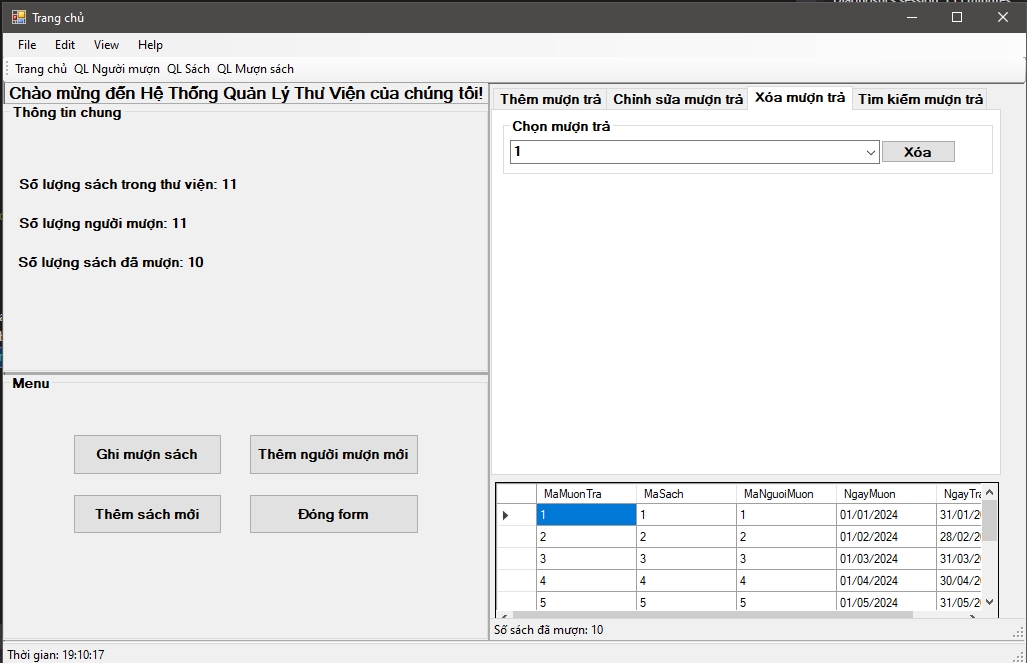 Trang chủ
File Edit View Help
Trang chủ QL Người mượn QL Sách QL Mượn sách
Chào mừng đến Hệ Thống Quản Lý Thư Viện của chúng tôi!
Thông tin chung
Số lượng sách trong thư viện: 11
Số lượng người mượn: 11
Số lượng sách đã mượn: 10
Menu
Ghi mượn sách Thêm người mượn mới
Thêm sách mới Đóng form
Thêm mượn trả Chỉnh sửa mượn trả Xóa mượn trả Tìm kiếm mượn trả
Chọn mượn trả
1 Xóa
MaMuonTra MaSach MaNguoiMuon NgayMuon NgayTra
1 1 1 01/01/2024 31/01/20
2 2 2 01/02/2024 28/02/20
3 3 3 01/03/2024 31/03/20
4 4 4 01/04/2024 30/04/20
5 5 5 01/05/2024 31/05/20
Số sách đã mượn: 10
Thời gian: 19:10:17